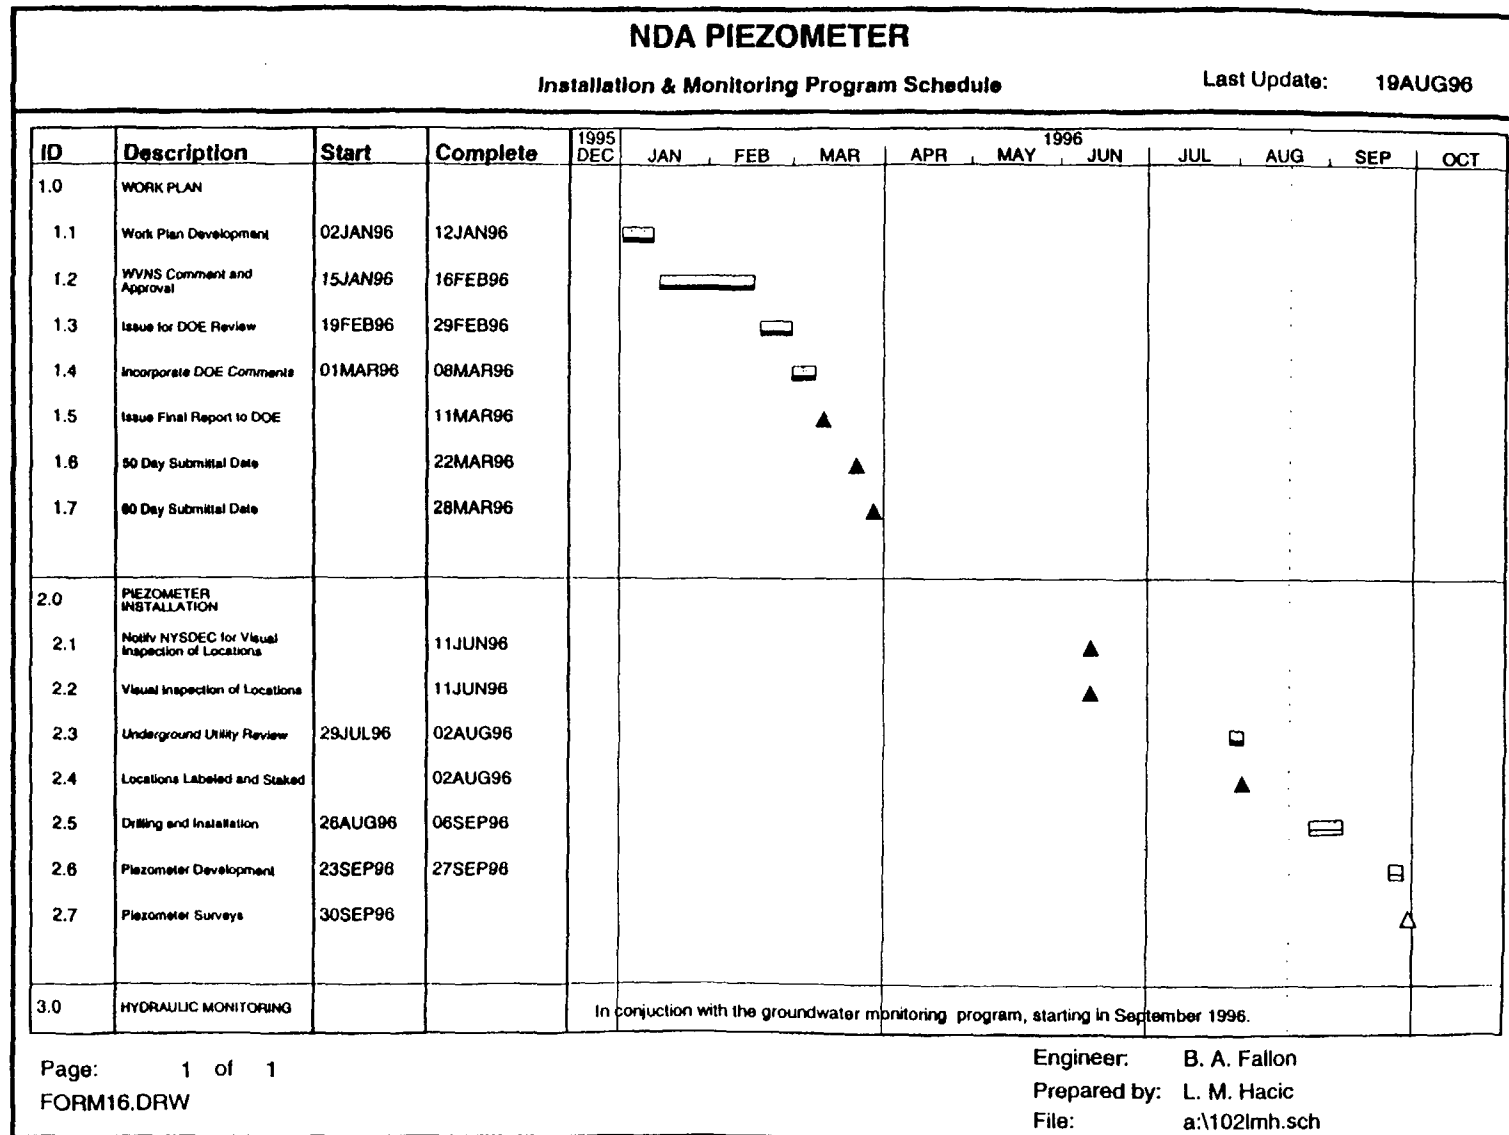 NDA PIEZOMETER
Installation & Monitoring Program Schedule
Last Update: 19AUG96
ID Description Start Complete 1995 DEC 1996 JAN FEB MAR APR MAY JUN JUL AUG SEP OCT
1.0 WORK PLAN
1.1 Work Plan Development 02JAN96 12JAN96
1.2 WVNS Comment and Approval 15JAN96 16FEB96
1.3 Issue for DOE Review 19FEB96 29FEB96
1.4 Incorporate DOE Comments 01MAR96 08MAR96
1.5 Issue Final Report to DOE 11MAR96
1.6 50 Day Submittal Date 22MAR96
1.7 60 Day Submittal Date 28MAR96
2.0 PIEZOMETER INSTALLATION
2.1 Notify NYSDEC for Visual Inspection of Locations 11JUN96
2.2 Visual Inspection of Locations 11JUN96
2.3 Underground Utility Review 29JUL96 02AUG96
2.4 Locations Labeled and Staked 02AUG96
2.5 Drilling and Installation 26AUG96 06SEP96
2.6 Piezometer Development 23SEP96 27SEP96
2.7 Piezometer Surveys 30SEP96
3.0 HYDRAULIC MONITORING In conjuction with the groundwater monitoring program, starting in September 1996.
Page: 1 of 1
FORM16.DRW
Engineer: B. A. Fallon
Prepared by: L. M. Hacic
File: a:\102lmh.sch